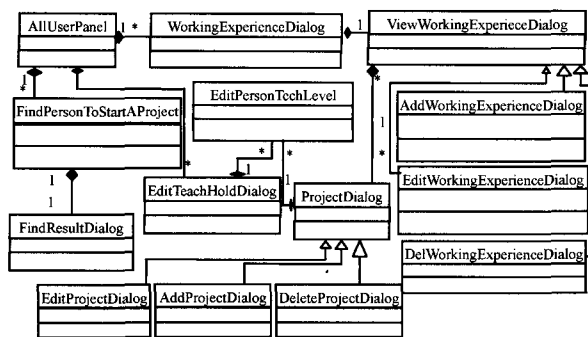 AllUserPanel
1
*
WorkingExperienceDialog
1
ViewWorkingExperieceDialog
1
*
*
EditPersonTcchLevel
AddWorkingExperienceDialog
FindPersonToStartAProject
1
*
*
*
1
*
1
1
EditTeachHoldDialog
ProjectDialog
EditWorkingExperienceDialog
1
1
FindResultDialog
DelWorkingExperienceDialog
EditProjectDialog
AddProjectDialog
DeleteProjectDialog